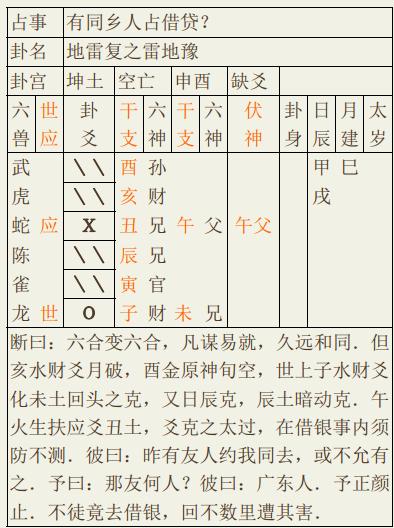 占事 有同乡人占借贷？
卦名 地雷复之雷地豫
卦宫 坤土 空亡 申酉 缺爻
六兽 世应 卦爻 干支 六神 干支 六神 伏神 卦身 日辰 月建 太岁
武 \\ 酉 孙 甲戌 巳
虎 \\ 亥 财
蛇 应 X 丑 兄 午 父 午父
陈 \\ 辰 兄
雀 \\ 寅 官
龙 世 O 子 财 未 兄
断曰：六合变六合，凡谋易就，久远和同．但
亥水财爻月破，酉金原神旬空，世上子水财爻
化未土回头之克，又日辰克，辰土暗动克．午
火生扶应爻丑土，爻克之太过，在借银事内须
防不测．彼曰：昨有友人约我同去，或不允有
之．予曰：那友何人？彼曰：广东人．予正颜
止．不徒竟去借银，回不数里遭其害．